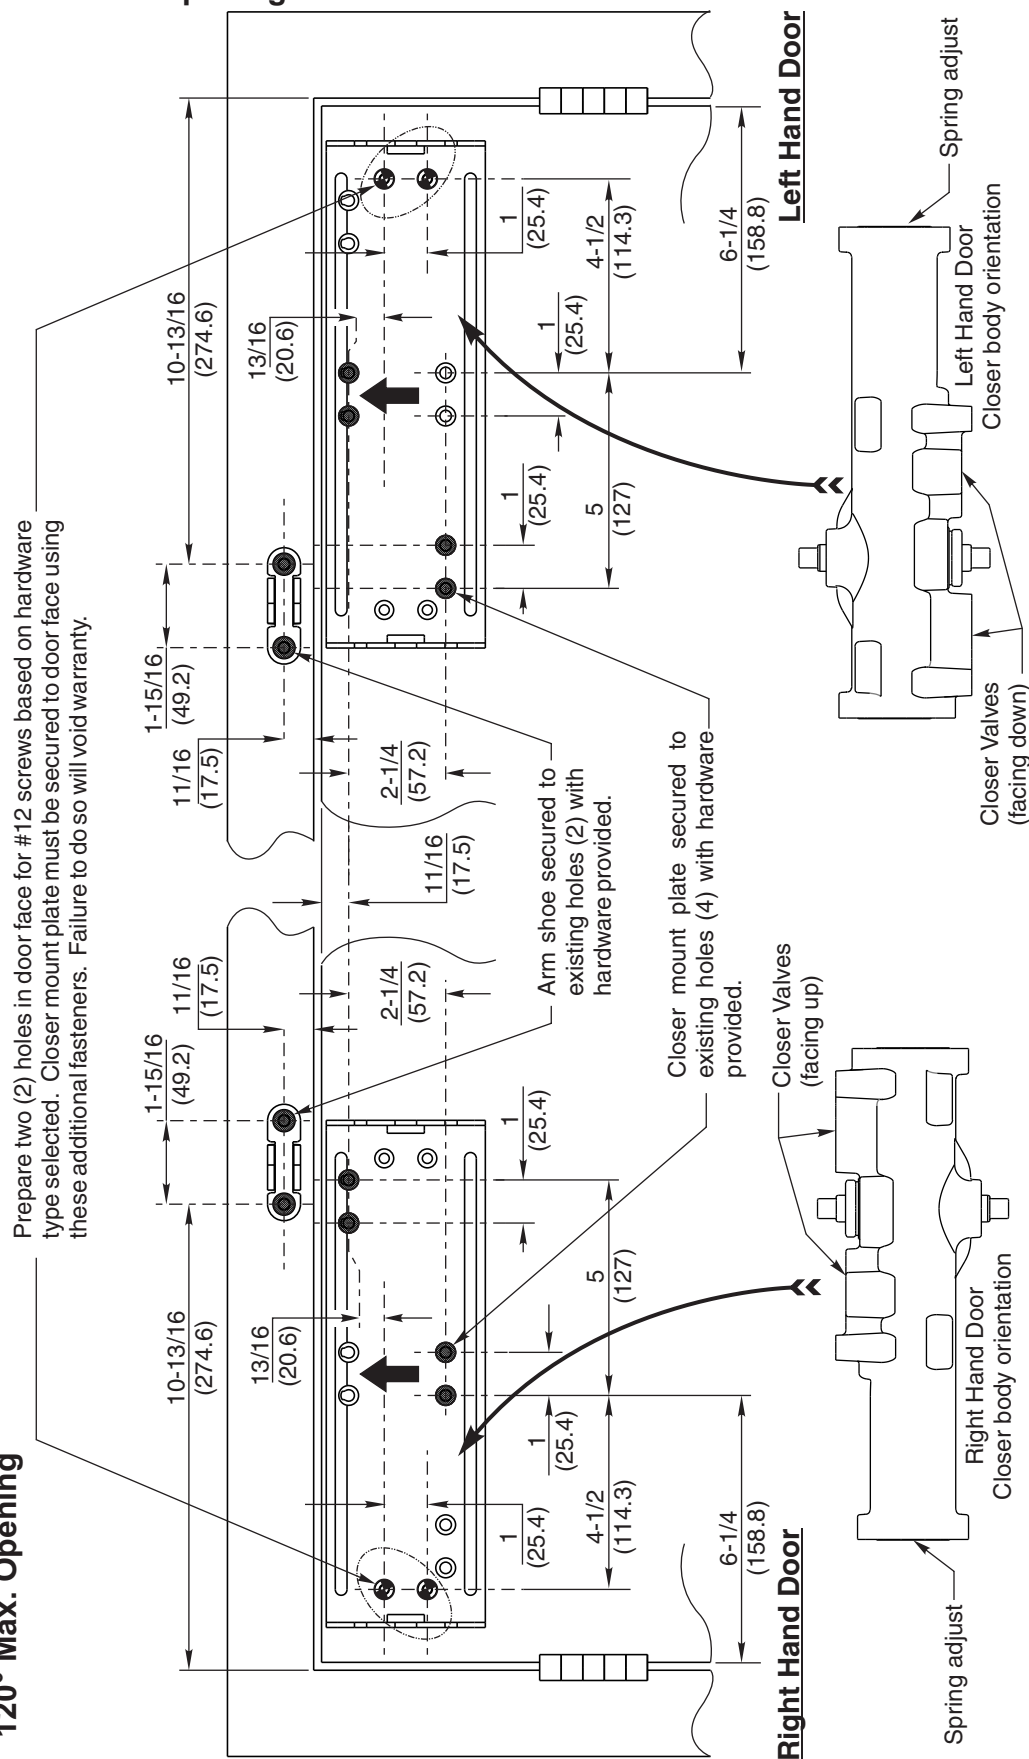 120° Max. Opening
Prepare two (2) holes in door face for #12 screws based on hardware
type selected. Closer mount plate must be secured to door face using
these additional fasteners. Failure to do so will void warranty.
10-13/16
(274.6)
1-15/16
(49.2)
11/16
(17.5)
11/16
(17.5)
1-15/16
(49.2)
10-13/16
(274.6)
13/16
(20.6)
2-1/4
(57.2)
11/16
(17.5)
2-1/4
(57.2)
13/16
(20.6)
1
(25.4)
1
(25.4)
5
(127)
1
(25.4)
4-1/2
(114.3)
6-1/4
(158.8)
Arm shoe secured to
existing holes (2) with
hardware provided.
Closer mount plate secured to
existing holes (4) with hardware
provided.
1
(25.4)
5
(127)
1
(25.4)
1
(25.4)
4-1/2
(114.3)
6-1/4
(158.8)
Right Hand Door
Left Hand Door
Spring adjust
Right Hand Door
Closer body orientation
Closer Valves
(facing up)
Closer Valves
(facing down)
Left Hand Door
Closer body orientation
Spring adjust